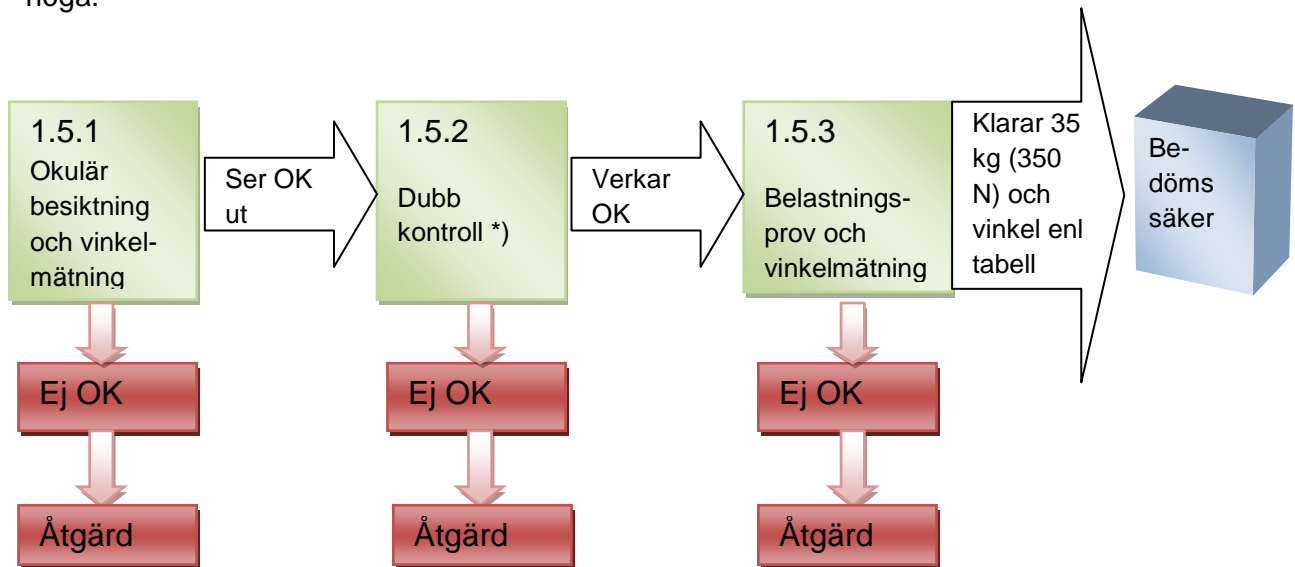 höga.
1.5.1
Okulär
besiktning
och vinkel-
mätning
Ser OK
ut
1.5.2
Dubb
kontroll *)
Verkar
OK
1.5.3
Belastnings-
prov och
vinkelmätning
Klarar 35
kg (350
N) och
vinkel enl
tabell
Be-
döms
säker
Ej OK
Ej OK
Ej OK
Åtgärd
Åtgärd
Åtgärd